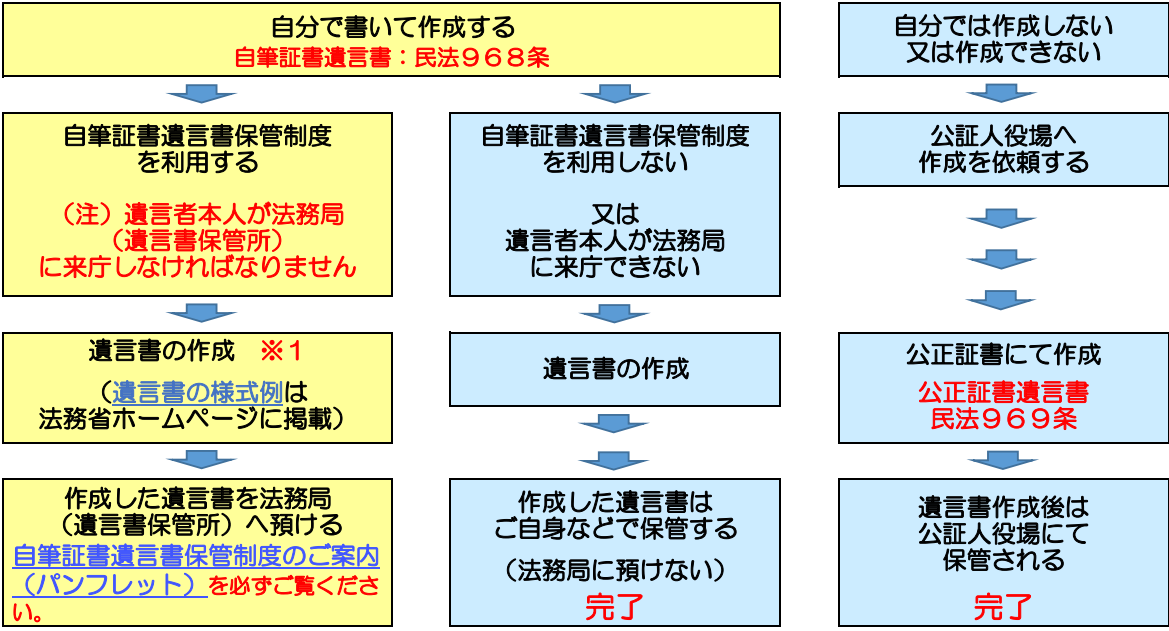 自分で書いて作成する
自筆証書遺言書：民法９６８条
自筆証書遺言書保管制度
を利用する
（注）遺言者本人が法務局
（遺言書保管所）
に来庁しなければなりません
遺言書の作成　※１
（遺言書の様式例は
法務省ホームページに掲載）
作成した遺言書を法務局
（遺言書保管所）へ預ける
自筆証書遺言書保管制度のご案内
（パンフレット）を必ずご覧くださ
い。
自筆証書遺言書保管制度
を利用しない
又は
遺言者本人が法務局
に来庁できない
遺言書の作成
作成した遺言書は
ご自身などで保管する
（法務局に預けない）
完了
自分では作成しない
又は作成できない
公証人役場へ
作成を依頼する
公正証書にて作成
公正証書遺言書
民法９６９条
遺言書作成後は
公証人役場にて
保管される
完了